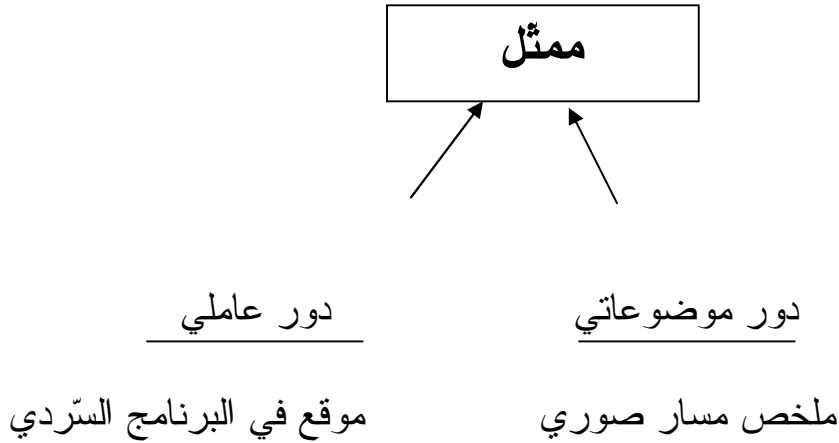 ممثّل
دور موضوعاتي دور عاملي
ملخص مسار صوري موقع في البرنامج السّردي